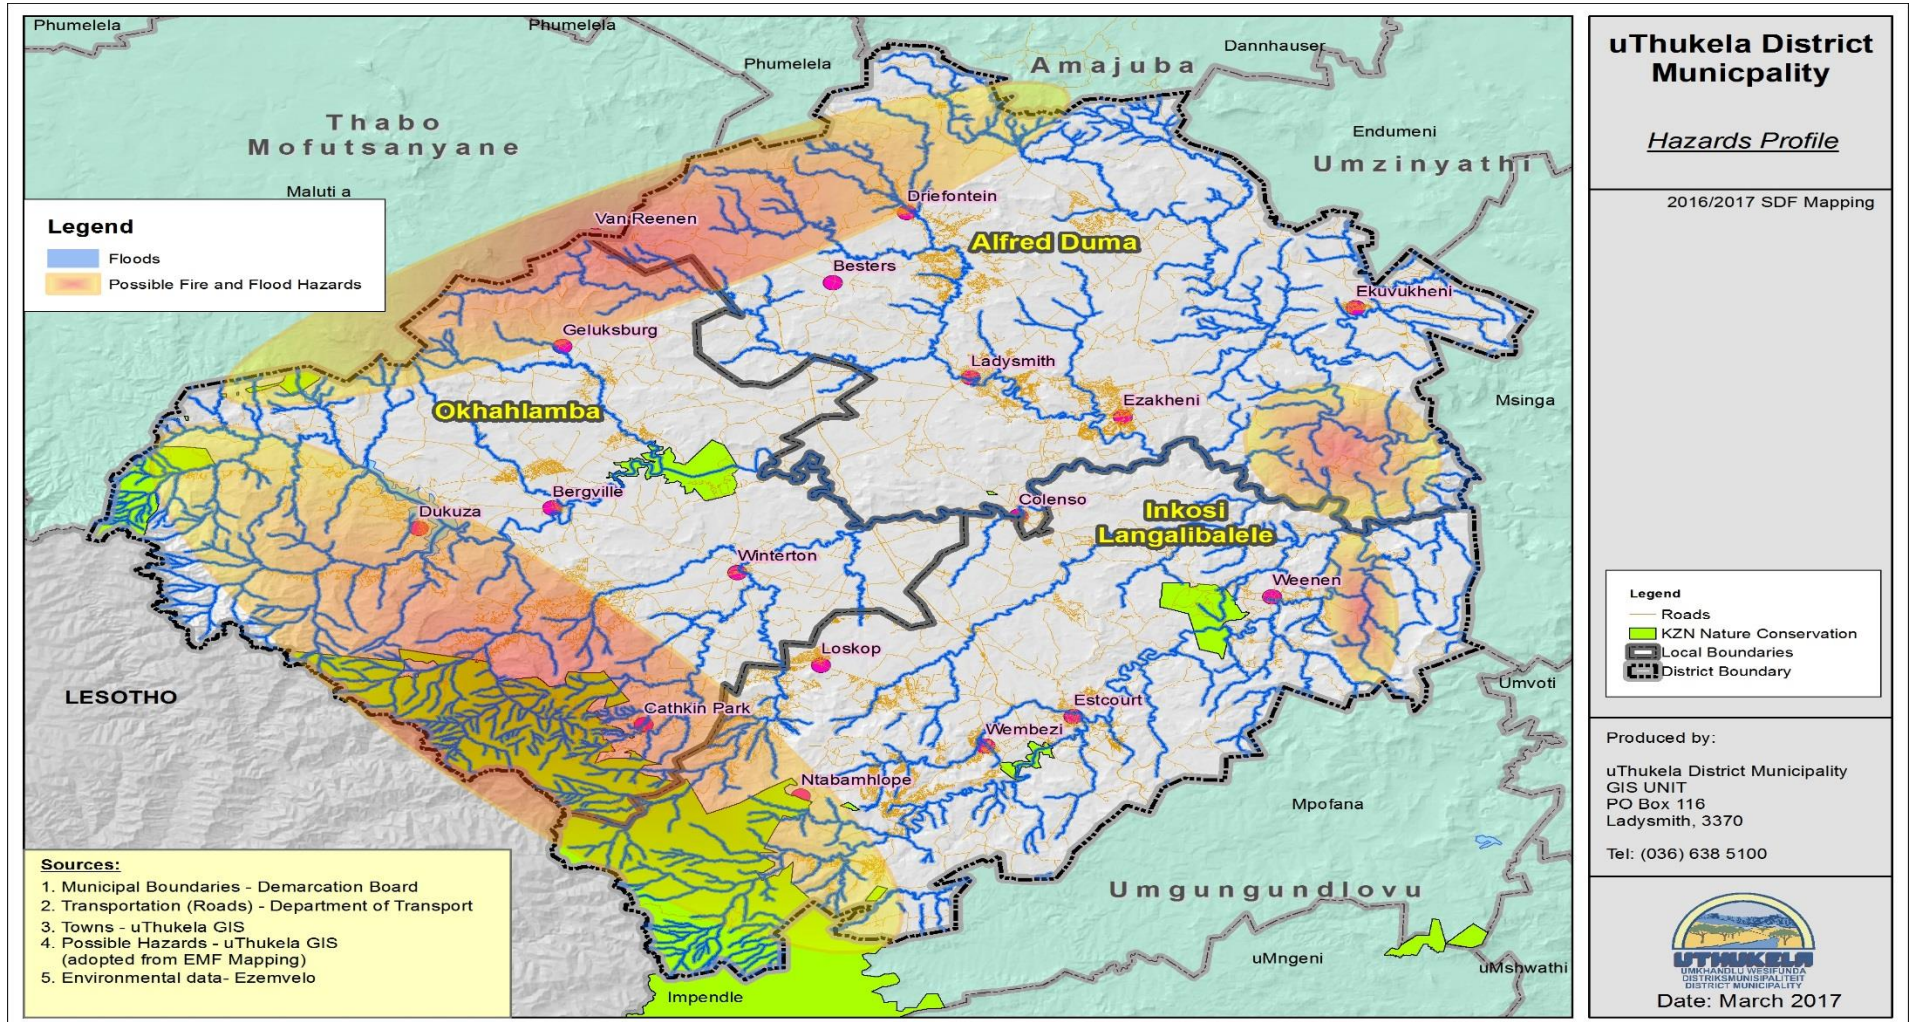 Phumelela
Phumelela
Phumelela
Dannhauser
Amajuba
Thabo
Mofutsanyane
Endumeni
Umzinyathi
Maluti a
Legend
Floods
Possible Fire and Flood Hazards
Van Reenen
Driefontein
Alfred Duma
Besters
Ekuvukheni
Geluksburg
Ladysmith
Okhahlamba
Ezakheni
Msinga
Bergville
Dukuza
Colenso
Inkosi
Langalibalele
Winterton
Weenen
Loskop
LESOTHO
Umvoti
Cathkin Park
Estcourt
Wembezi
Ntabamhlope
Mpofana
Umgungundlovu
uMngeni
uMshwathi
Impendle
Sources:
1. Municipal Boundaries - Demarcation Board
2. Transportation (Roads) - Department of Transport
3. Towns - uThukela GIS
4. Possible Hazards - uThukela GIS
(adopted from EMF Mapping)
5. Environmental data- Ezemvelo
uThukela District
Municpality
Hazards Profile
2016/2017 SDF Mapping
Legend
Roads
KZN Nature Conservation
Local Boundaries
District Boundary
Produced by:
uThukela District Municipality
GIS UNIT
PO Box 116
Ladysmith, 3370
Tel: (036) 638 5100
UTHUKELA
UMKHANDLU WESIFUNDA
DISTRIKSMUNISIPALITEIT
DISTRICT MUNICIPALITY
Date: March 2017